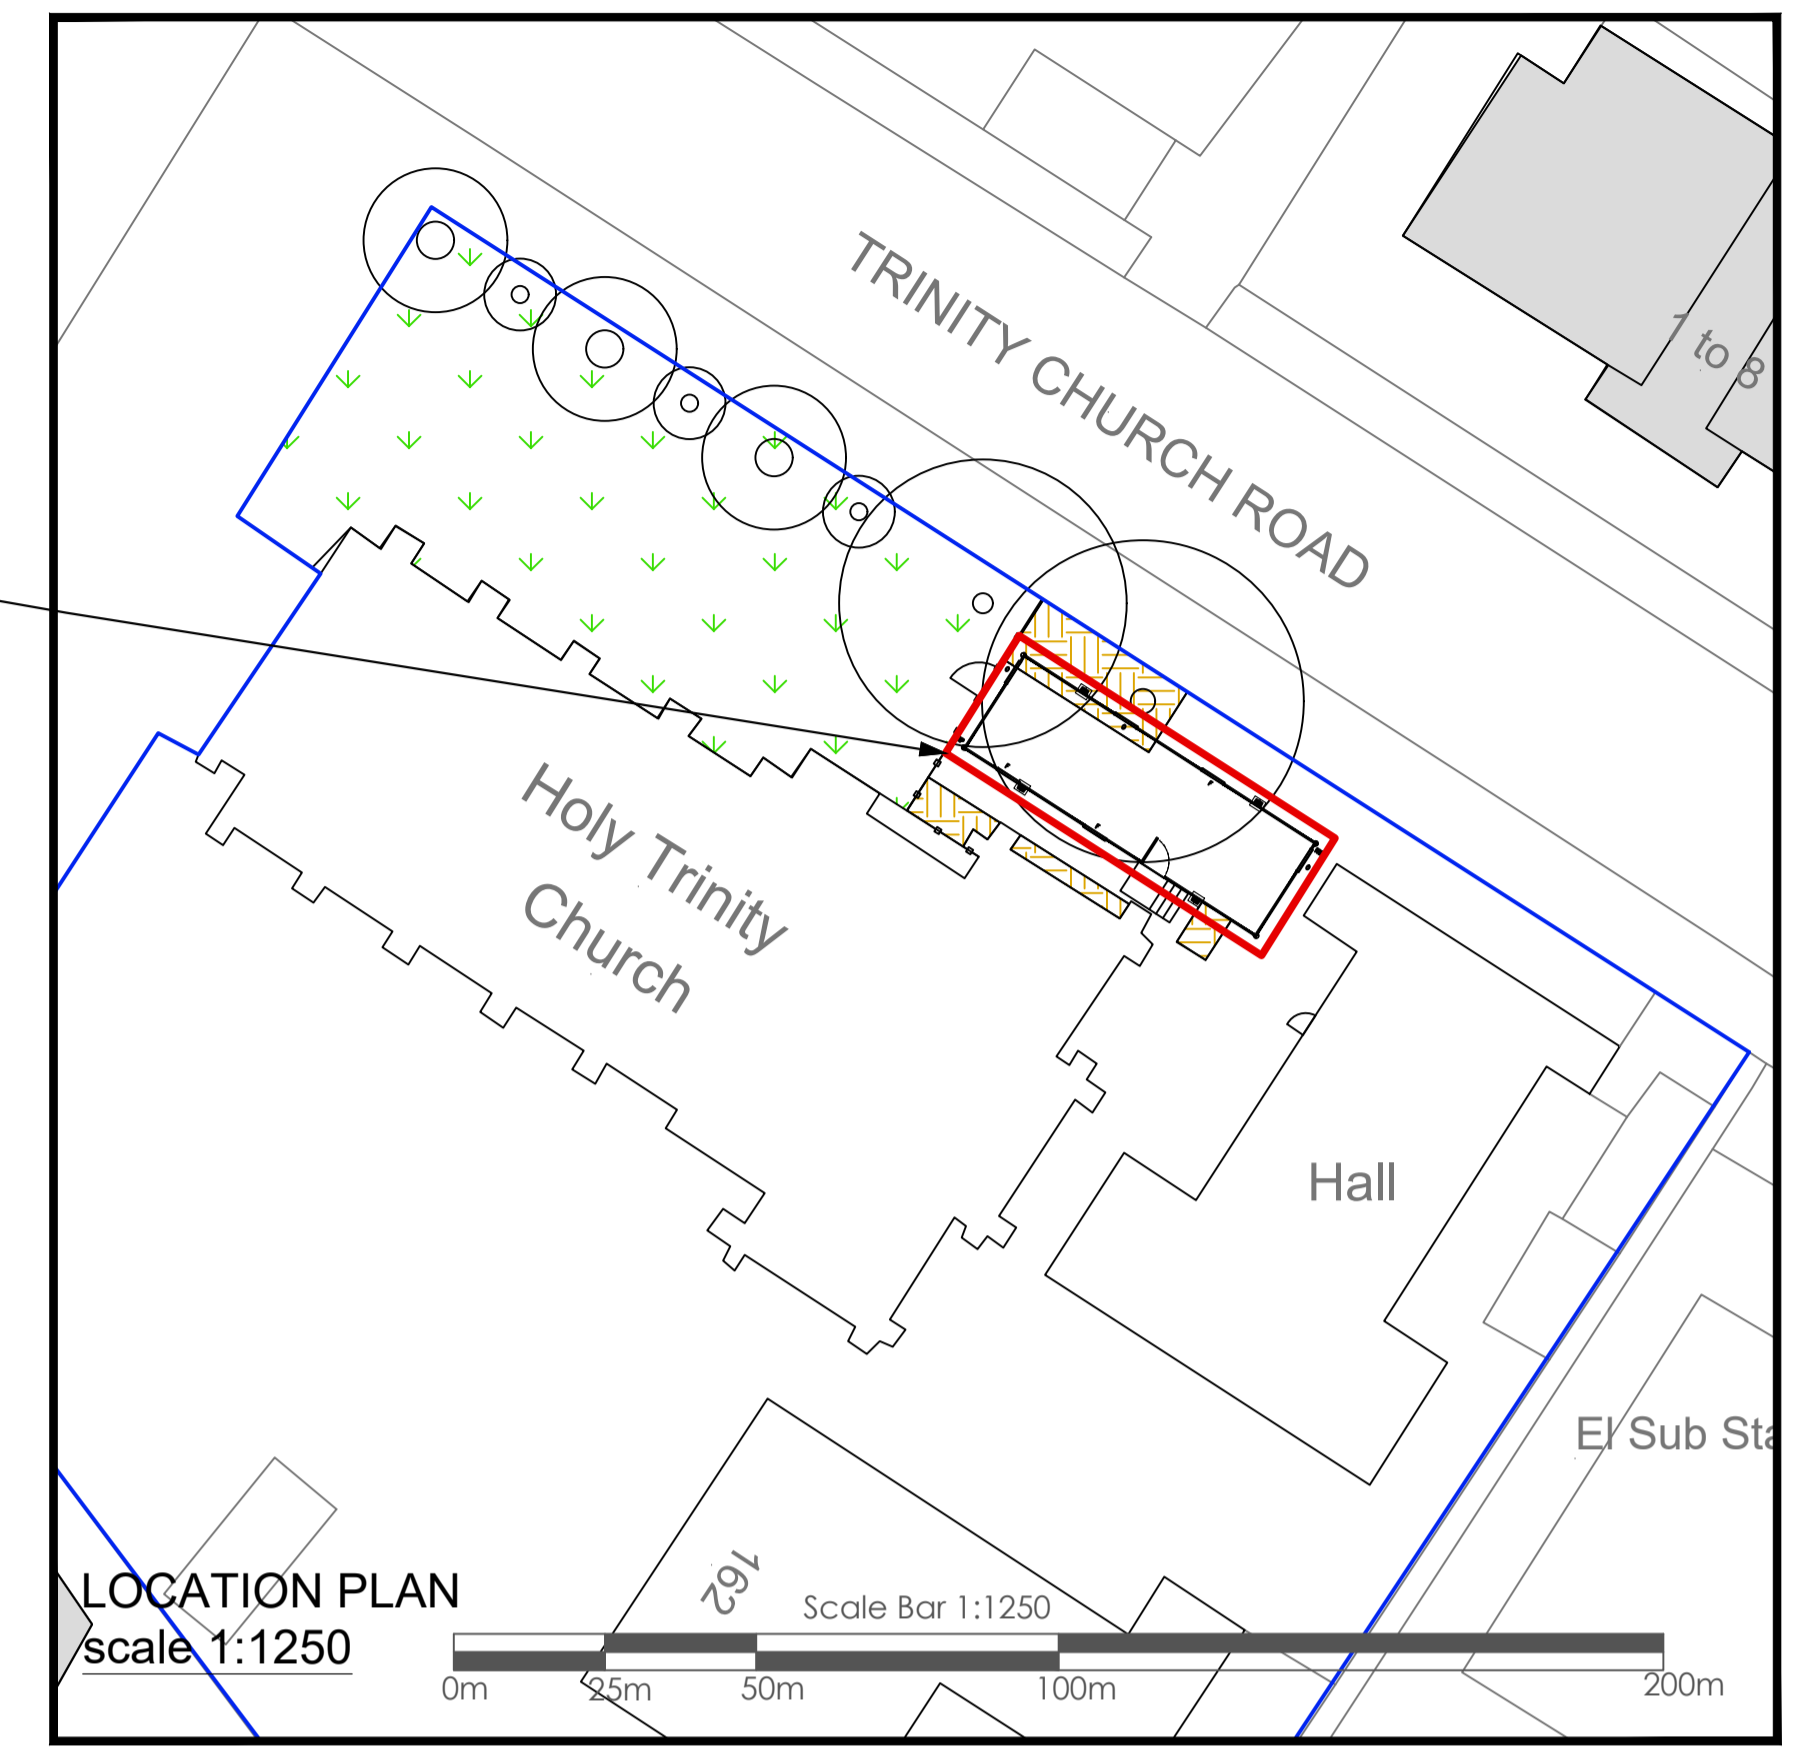 TRINITY CHURCH ROAD
1 to 8
Holy Trinity
Church
Hall
El Sub Sta
162
LOCATION PLAN
scale 1:1250
Scale Bar 1:1250
0m 25m 50m 100m 200m